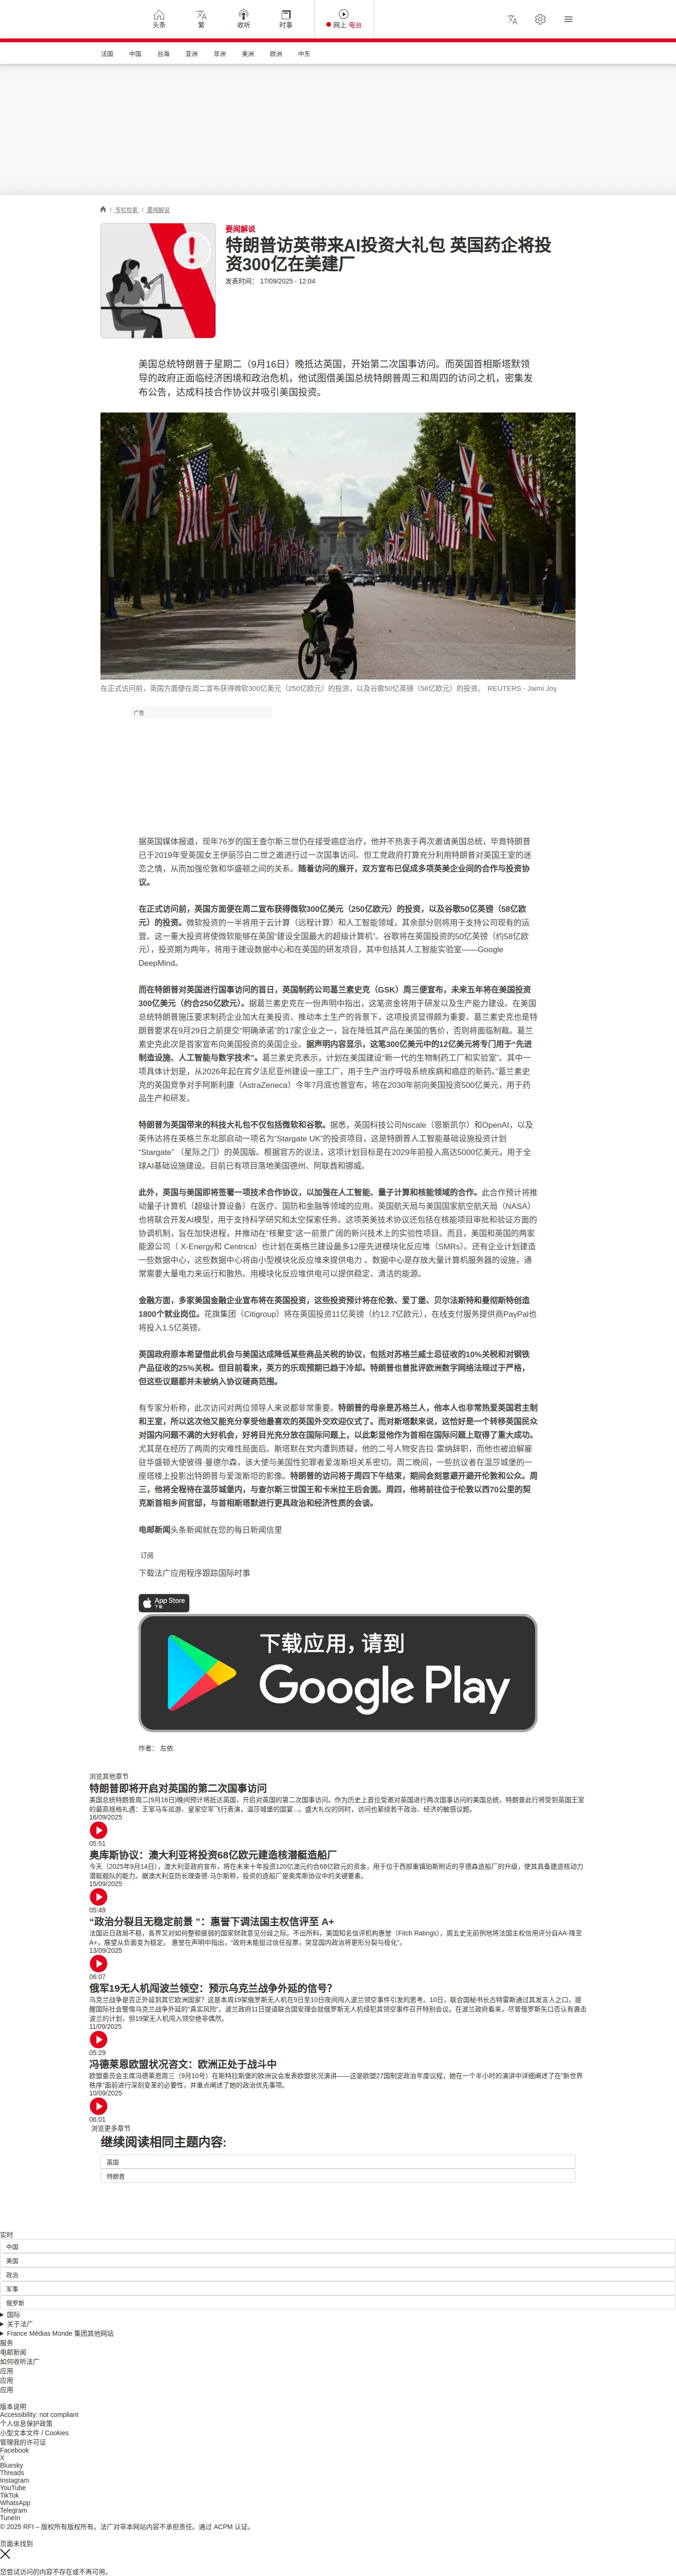 头条
繁
收听
时事
网上 电台
法国
中国
台海
亚洲
非洲
美洲
欧洲
中东
/ 专栏检索 / 要闻解说
要闻解说
特朗普访英带来AI投资大礼包 英国药企将投
资300亿在美建厂
发表时间： 17/09/2025 - 12:04
美国总统特朗普于星期二（9月16日）晚抵达英国，开始第二次国事访问。而英国首相斯塔默领
导的政府正面临经济困境和政治危机，他试图借美国总统特朗普周三和周四的访问之机，密集发
布公告，达成科技合作协议并吸引美国投资。
在正式访问前，英国方面便在周二宣布获得微软300亿美元（250亿欧元）的投资，以及谷歌50亿英镑（58亿欧元）的投资。 REUTERS - Jaimi Joy
广告
据英国媒体报道，现年76岁的国王查尔斯三世仍在接受癌症治疗，他并不热衷于再次邀请美国总统，毕竟特朗普
已于2019年受英国女王伊丽莎白二世之邀进行过一次国事访问。但工党政府打算充分利用特朗普对英国王室的迷
恋之情，从而加强伦敦和华盛顿之间的关系。随着访问的展开，双方宣布已促成多项英美企业间的合作与投资协
议。
在正式访问前，英国方面便在周二宣布获得微软300亿美元（250亿欧元）的投资，以及谷歌50亿英镑（58亿欧
元）的投资。微软投资的一半将用于云计算（远程计算）和人工智能领域，其余部分则将用于支持公司现有的运
营。这一重大投资将使微软能够在英国“建设全国最大的超级计算机”。谷歌将在英国投资的50亿英镑（约58亿欧
元），投资期为两年，将用于建设数据中心和在英国的研发项目，其中包括其人工智能实验室——Google
DeepMind。
而在特朗普对英国进行国事访问的首日，英国制药公司葛兰素史克（GSK）周三便宣布，未来五年将在美国投资
300亿美元（约合250亿欧元）。据葛兰素史克在一份声明中指出，这笔资金将用于研发以及生产能力建设。在美国
总统特朗普施压要求制药企业加大在美投资、推动本土生产的背景下，这项投资显得颇为重要。葛兰素史克也是特
朗普要求在9月29日之前提交“明确承诺”的17家企业之一，旨在降低其产品在美国的售价，否则将面临制裁。葛兰
素史克此次是首家宣布向美国投资的英国企业。据声明内容显示，这笔300亿美元中的12亿美元将专门用于“先进
制造设施、人工智能与数字技术”。葛兰素史克表示，计划在美国建设“新一代的生物制药工厂和实验室”。其中一
项具体计划是，从2026年起在宾夕法尼亚州建设一座工厂，用于生产治疗呼吸系统疾病和癌症的新药。”葛兰素史
克的英国竞争对手阿斯利康（AstraZeneca）今年7月底也曾宣布，将在2030年前向美国投资500亿美元，用于药
品生产和研发。
特朗普为英国带来的科技大礼包不仅包括微软和谷歌。据悉，英国科技公司Nscale（恩斯凯尔）和OpenAI，以及
英伟达将在英格兰东北部启动一项名为“Stargate UK”的投资项目，这是特朗普人工智能基础设施投资计划
“Stargate” （星际之门）的英国版。根据官方的说法，这项计划目标是在2029年前投入高达5000亿美元，用于全
球AI基础设施建设。目前已有项目落地美国德州、阿联酋和挪威。
此外，英国与美国即将签署一项技术合作协议，以加强在人工智能、量子计算和核能领域的合作。此合作预计将推
动量子计算机（超级计算设备）在医疗、国防和金融等领域的应用。英国航天局与美国国家航空航天局（NASA）
也将联合开发AI模型，用于支持科学研究和太空探索任务。这项英美技术协议还包括在核能项目审批和验证方面的
协调机制，旨在加快进程，并推动在“核聚变”这一前景广阔的新兴技术上的实验性项目。而且，美国和英国的两家
能源公司（ X-Energy和 Centrica）也计划在英格兰建设最多12座先进模块化反应堆（SMRs）。还有企业计划建造
一些数据中心，这些数据中心将由小型模块化反应堆来提供电力 。数据中心是存放大量计算机服务器的设施，通
常需要大量电力来运行和散热。用模块化反应堆供电可以提供稳定、清洁的能源。
金融方面，多家美国金融企业宣布将在英国投资，这些投资预计将在伦敦、爱丁堡、贝尔法斯特和曼彻斯特创造
1800个就业岗位。花旗集团（Citigroup）将在英国投资11亿英镑（约12.7亿欧元），在线支付服务提供商PayPal也
将投入1.5亿英镑。
英国政府原本希望借此机会与美国达成降低某些商品关税的协议，包括对苏格兰威士忌征收的10%关税和对钢铁
产品征收的25%关税。但目前看来，英方的乐观预期已趋于冷却。特朗普也曾批评欧洲数字网络法规过于严格，
但这些议题都并未被纳入协议磋商范围。
有专家分析称，此次访问对两位领导人来说都非常重要。特朗普的母亲是苏格兰人，他本人也非常热爱英国君主制
和王室，所以这次他又能充分享受他最喜欢的英国外交欢迎仪式了。而对斯塔默来说，这恰好是一个转移英国民众
对国内问题不满的大好机会，好将目光充分放在国际问题上，以此彰显他作为首相在国际问题上取得了重大成功。
尤其是在经历了两周的灾难性局面后。斯塔默在党内遭到质疑，他的二号人物安吉拉·雷纳辞职，而他也被迫解雇
驻华盛顿大使彼得·曼德尔森，该大使与美国性犯罪者爱泼斯坦关系密切。周二晚间，一些抗议者在温莎城堡的一
座塔楼上投影出特朗普与爱泼斯坦的影像。特朗普的访问将于周四下午结束，期间会刻意避开避开伦敦和公众。周
三，他将全程待在温莎城堡内，与查尔斯三世国王和卡米拉王后会面。周四，他将前往位于伦敦以西70公里的契
克斯首相乡间官邸，与首相斯塔默进行更具政治和经济性质的会谈。
电邮新闻头条新闻就在您的每日新闻信里
订阅
下载法广应用程序跟踪国际时事
App Store
下载
下载应用，请到
Google Play
作者： 左依
浏览其他章节
特朗普即将开启对英国的第二次国事访问
美国总统特朗普周二(9月16日)晚间预计将抵达英国，开启对英国的第二次国事访问。作为历史上首位受邀对英国进行两次国事访问的美国总统，特朗普此行将受到英国王室
的最高规格礼遇：王室马车巡游、皇家空军飞行表演，温莎城堡的国宴...。盛大礼仪的同时，访问也萦绕若干政治、经济的敏感议题。
16/09/2025
05:51
奥库斯协议：澳大利亚将投资68亿欧元建造核潜艇造船厂
今天（2025年9月14日），澳大利亚政府宣布，将在未来十年投资120亿澳元约合68亿欧元的资金，用于位于西部重镇珀斯附近的亨德森造船厂的升级，使其具备建造核动力
潜艇舰队的能力。据澳大利亚防长理查德·马尔斯称，投资的造船厂是奥库斯协议中的关键要素。
15/09/2025
05:49
“政治分裂且无稳定前景 ”：惠誉下调法国主权信评至 A+
法国近日政局不稳，各界又对如何整顿疲弱的国家财政意见分歧之际。不出所料，美国知名信评机构惠誉（Fitch Ratings），周五史无前例地将法国主权信用评分自AA-降至
A+，展望从负面变为稳定。 惠誉在声明中指出，“政府未能挺过信任投票，突显国内政治将更形分裂与极化”。
13/09/2025
06:07
俄军19无人机闯波兰领空：预示乌克兰战争外延的信号？
乌克兰战争是否正外延到其它欧洲国家？这是本周19架俄罗斯无人机在9日至10日夜间闯入波兰领空事件引发的思考。10日，联合国秘书长古特雷斯通过其发言人之口，提
醒国际社会警惕乌克兰战争外延的“真实风险”。波兰政府11日提请联合国安理会就俄罗斯无人机侵犯其领空事件召开特别会议。在波兰政府看来，尽管俄罗斯矢口否认有袭击
波兰的计划，但19架无人机闯入领空绝非偶然。
11/09/2025
05:29
冯德莱恩欧盟状况咨文：欧洲正处于战斗中
欧盟委员会主席冯德莱恩周三（9月10号）在斯特拉斯堡的欧洲议会发表欧盟状况演讲——这是欧盟27国制定政治年度议程，她在一个半小时的演讲中详细阐述了在“新世界
秩序”面前进行深刻变革的必要性，并重点阐述了她的政治优先事项。
10/09/2025
06:01
浏览更多章节
继续阅读相同主题内容:
英国
特朗普
实时
中国
美国
政治
军事
俄罗斯
国际
关于法广
France Médias Monde 集团其他网站
服务
电邮新闻
如何收听法广
应用
应用
应用
版本说明
Accessibility: not compliant
个人信息保护政策
小型文本文件 / Cookies
管理我的许可证
Facebook
X
Bluesky
Threads
Instagram
YouTube
TikTok
WhatsApp
Telegram
TuneIn
© 2025 RFI – 版权所有版权所有。法广对非本网站内容不承担责任。通过 ACPM 认证。
页面未找到
您尝试访问的内容不存在或不再可用。